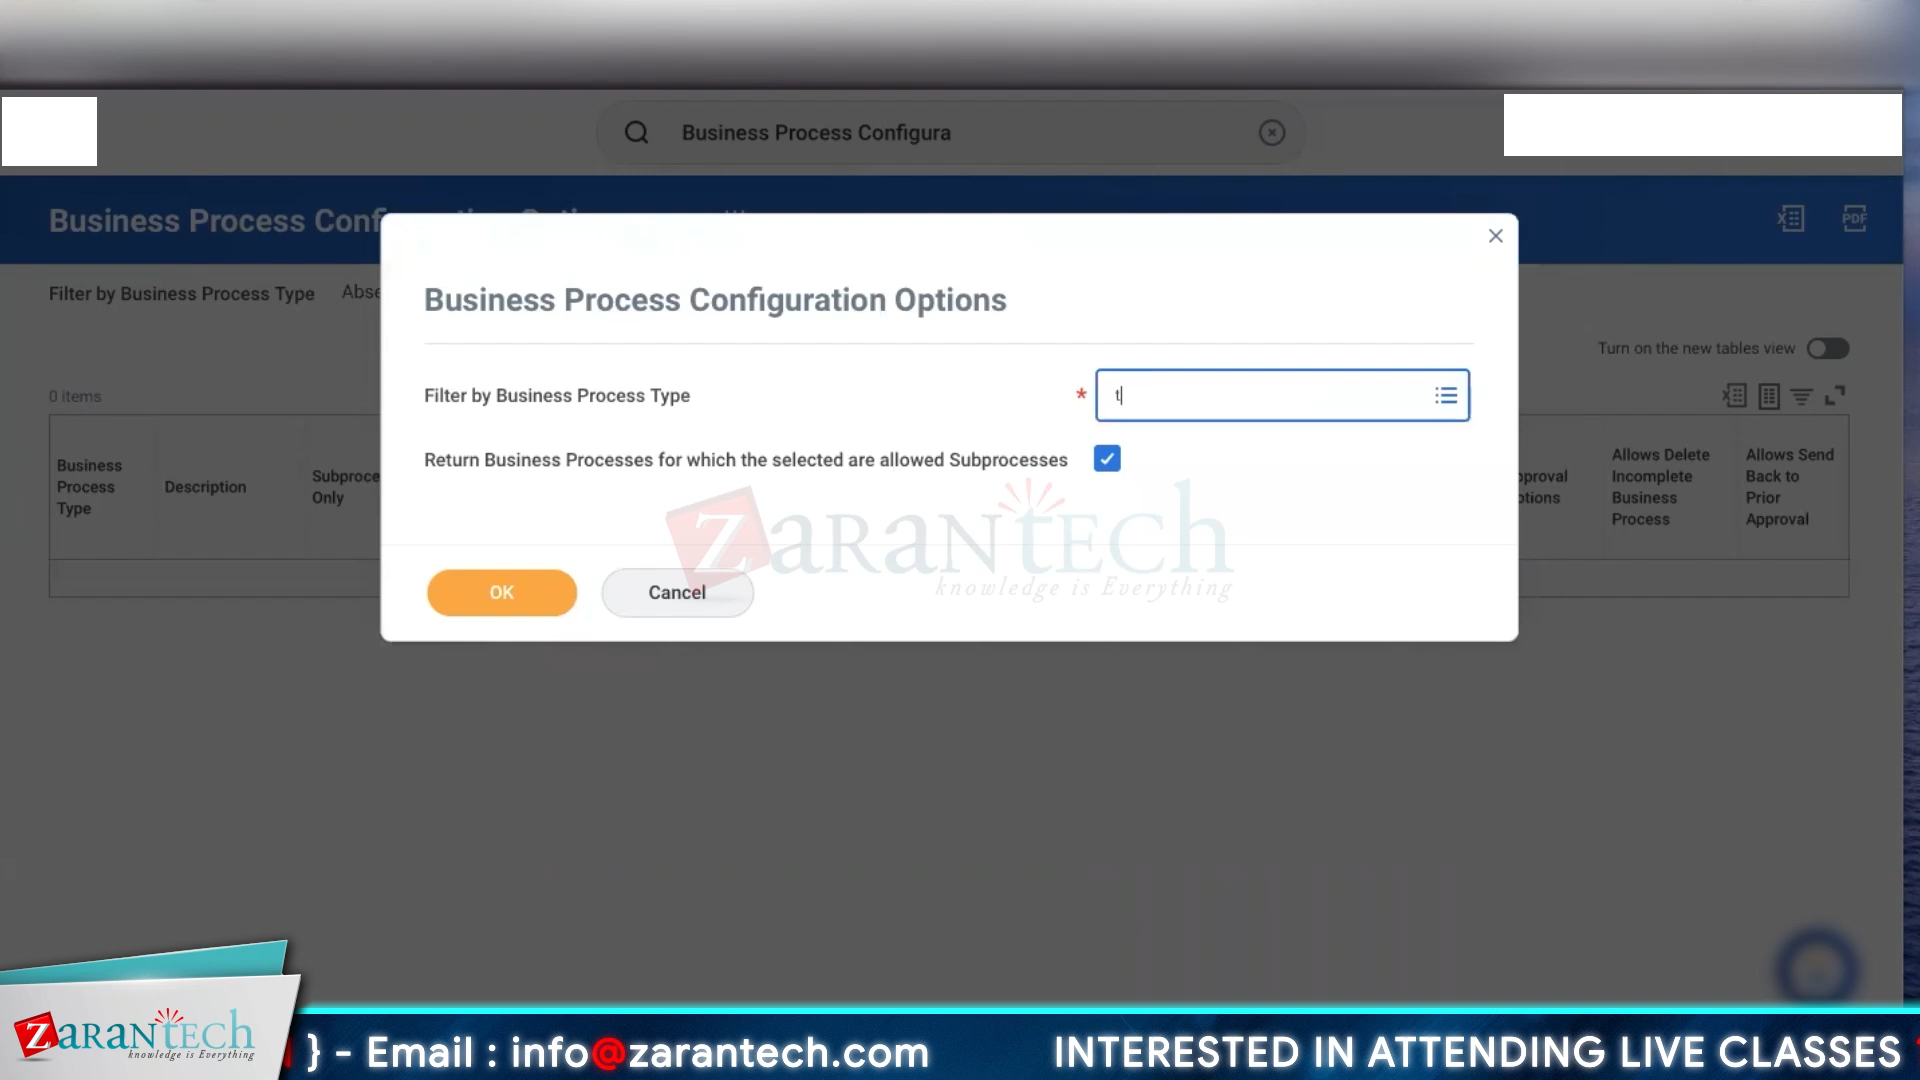 Business Process Configura
Business Process Conf
PDF
Filter by Business Process Type
Abse
Turn on the new tables view
0 items
Business Process Type
Description
Subproce
Only
Allows Delete Incomplete Business Process
Allows Send Back to Prior Approval
Business Process Configuration Options
Filter by Business Process Type
*
t
Return Business Processes for which the selected are allowed Subprocesses
OK
Cancel
ZARANTECH
knowledge is Everything
ZARANTECH
knowledge is Everything
} - Email : info@zarantech.com
INTERESTED IN ATTENDING LIVE CLASSES